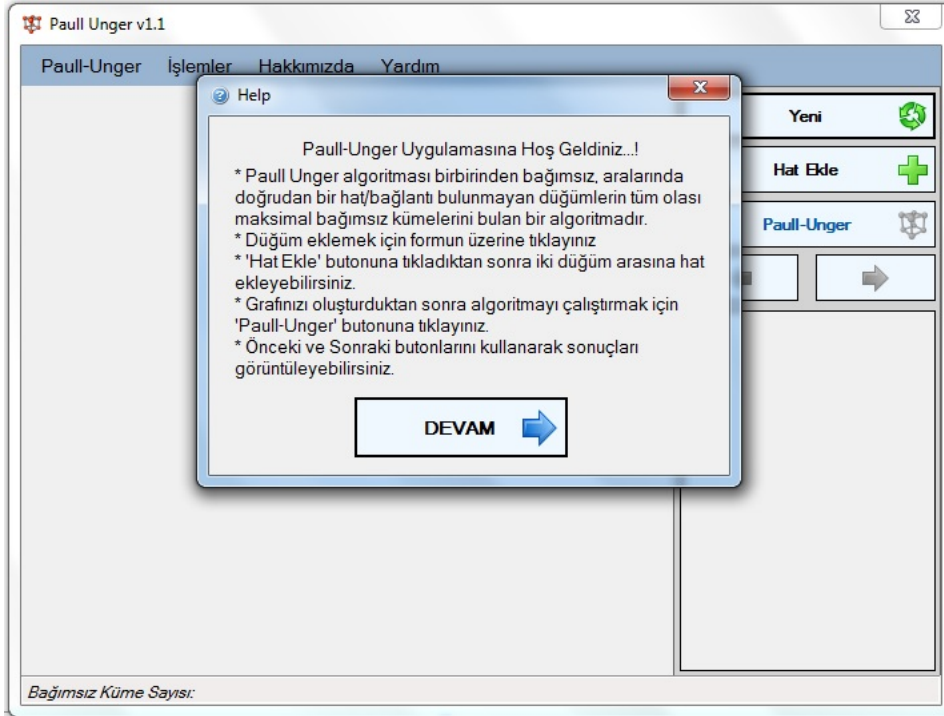 Paull Unger v1.1
Paull-Unger İşlemler Hakkımızda Yardım
Help
Paull-Unger Uygulamasına Hoş Geldiniz...!
* Paull Unger algoritması birbirinden bağımsız, aralarında
doğrudan bir hat/bağlantı bulunmayan düğümlerin tüm olası
maksimal bağımsız kümelerini bulan bir algoritmadır.
* Düğüm eklemek için formun üzerine tıklayınız
* 'Hat Ekle' butonuna tıkladıktan sonra iki düğüm arasına hat
ekleyebilirsiniz.
* Grafınızı oluşturduktan sonra algoritmayı çalıştırmak için
'Paull-Unger' butonuna tıklayınız.
* Önceki ve Sonraki butonlarını kullanarak sonuçları
görüntüleyebilirsiniz.
DEVAM
Yeni
Hat Ekle
Paull-Unger
Bağımsız Küme Sayısı: